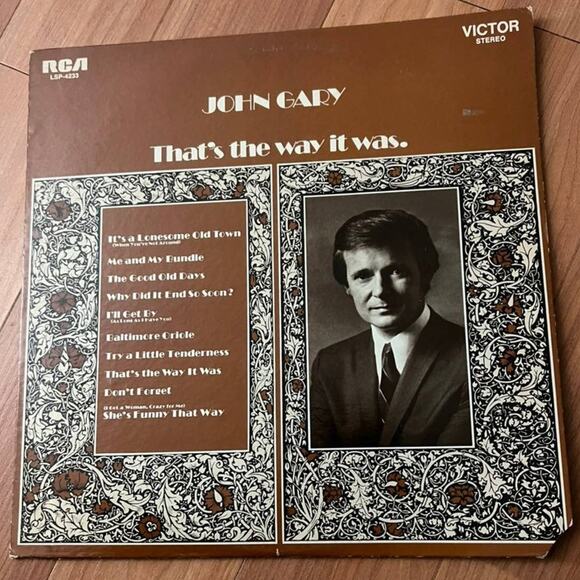 RCA
LSP-4233
VICTOR
STEREO
JOHN GARY
That's the way it was.
It's a Lonesome Old Town
(When You're Not Around)
Me and My Bundle
The Good Old Days
Why Did It End So Soon?
I'll Get By
(As Long As I Have You)
Baltimore Oriole
Try a Little Tenderness
That's the Way It Was
Don't Forget
(I Got a Woman, Crazy for Me)
She's Funny That Way